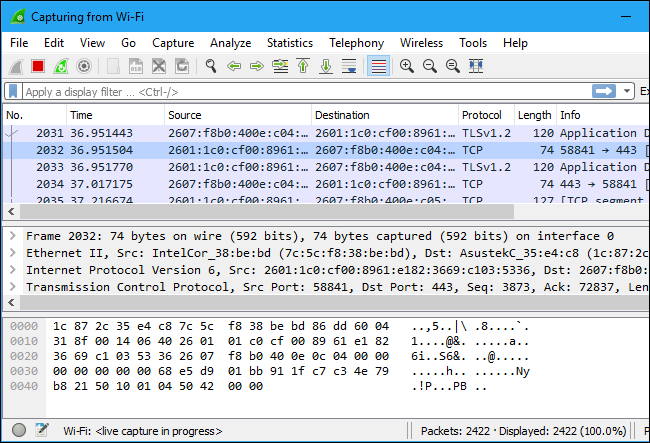 Capturing from Wi-Fi
File Edit View Go Capture Analyze Statistics Telephony Wireless Tools Help
Apply a display filter ... <Ctrl-/>
No. Time Source Destination Protocol Length Info
2031 36.951443 2607:f8b0:400e:c04:... 2601:1c0:cf00:8961:... TLSv1.2 120 Application D
2032 36.951504 2601:1c0:cf00:8961:... 2607:f8b0:400e:c04:... TCP 74 58841 → 443 [
2033 36.951770 2607:f8b0:400e:c04:... 2601:1c0:cf00:8961:... TLSv1.2 120 Application D
2034 37.017175 2601:1c0:cf00:8961:... 2607:f8b0:400e:c04:... TCP 74 443 → 58841 [
2035 37.216674 2601:1c0:cf00:8961:... 2607:f8b0:400e:c05:... TCP 127 [TCP segment
Frame 2032: 74 bytes on wire (592 bits), 74 bytes captured (592 bits) on interface 0
Ethernet II, Src: IntelCor_38:be:bd (7c:5c:f8:38:be:bd), Dst: AsustekC_35:e4:c8 (1c:87:2c
Internet Protocol Version 6, Src: 2601:1c0:cf00:8961:e182:3669:c103:5336, Dst: 2607:f8b0:
Transmission Control Protocol, Src Port: 58841, Dst Port: 443, Seq: 3873, Ack: 72837, Len
0000 1c 87 2c 35 e4 c8 7c 5c f8 38 be bd 86 dd 60 04 ..,5..|\ .8....`.
0010 31 8f 00 14 06 40 26 01 01 c0 cf 00 89 61 e1 82 1....@&. .....a..
0020 36 69 c1 03 53 36 26 07 f8 b0 40 0e 0c 04 00 00 6i..S6&. ..@.....
0030 00 00 00 00 00 68 e5 d9 01 bb 91 1f c7 c3 4e 79 .....h.. ......Ny
0040 b8 21 50 10 01 04 50 42 00 00 .!P...PB ..
Wi-Fi: <live capture in progress> Packets: 2422 · Displayed: 2422 (100.0%)